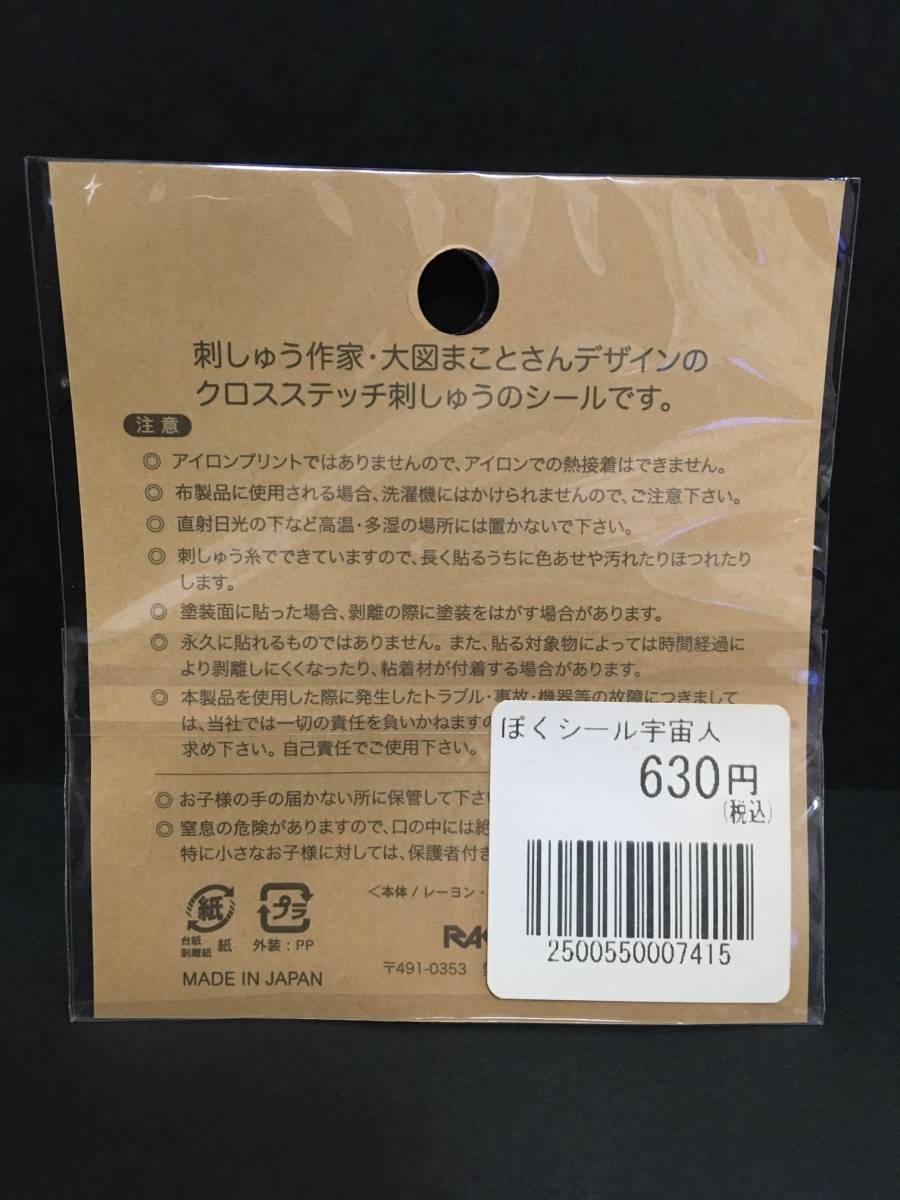 刺しゅう作家・大図まことさんデザインの
クロスステッチ刺しゅうのシールです。
注意
◎ アイロンプリントではありませんので、アイロンでの熱接着はできません。
◎ 布製品に使用される場合、洗濯機にはかけられませんので、ご注意下さい。
◎ 直射日光の下など高温・多湿の場所には置かないで下さい。
◎ 刺しゅう糸でできていますので、長く貼るうちに色あせや汚れたりほつれたり
します。
◎ 塗装面に貼った場合、剥離の際に塗装をはがす場合があります。
◎ 永久に貼れるものではありません。また、貼る対象物によっては時間経過に
より剥離しにくくなったり、粘着材が付着する場合があります。
◎ 本製品を使用した際に発生したトラブル・事故・機器等の故障につきまして
は、当社では一切の責任を負いかねますの
求め下さい。自己責任でご使用下さい。
◎ お子様の手の届かない所に保管して下さい
◎ 窒息の危険がありますので、口の中には絶
特に小さなお子様に対しては、保護者付き
ぼくシール宇宙人
630円
(税込)
2500550007415
<本体/レーヨン・
紙
プラ
台紙
剥離紙
紙
外装：PP
RA
〒491-0353
MADE IN JAPAN